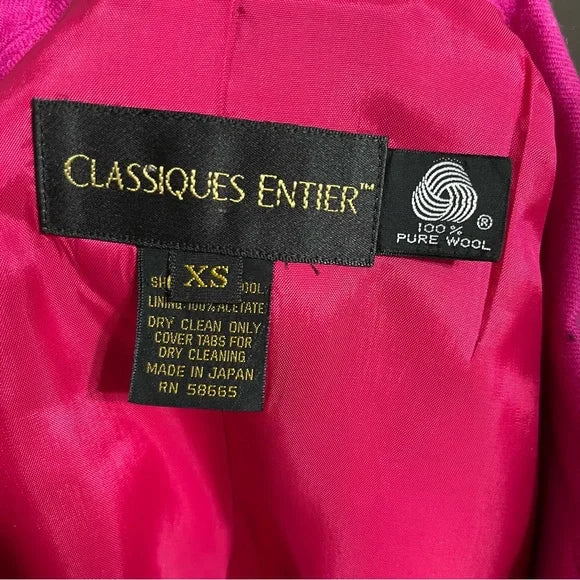 CLASSIQUES ENTIER™
100%
PURE WOOL ®
XS
LINING:100% ACETATE
DRY CLEAN ONLY
COVER TABS FOR
DRY CLEANING
MADE IN JAPAN
RN 58665